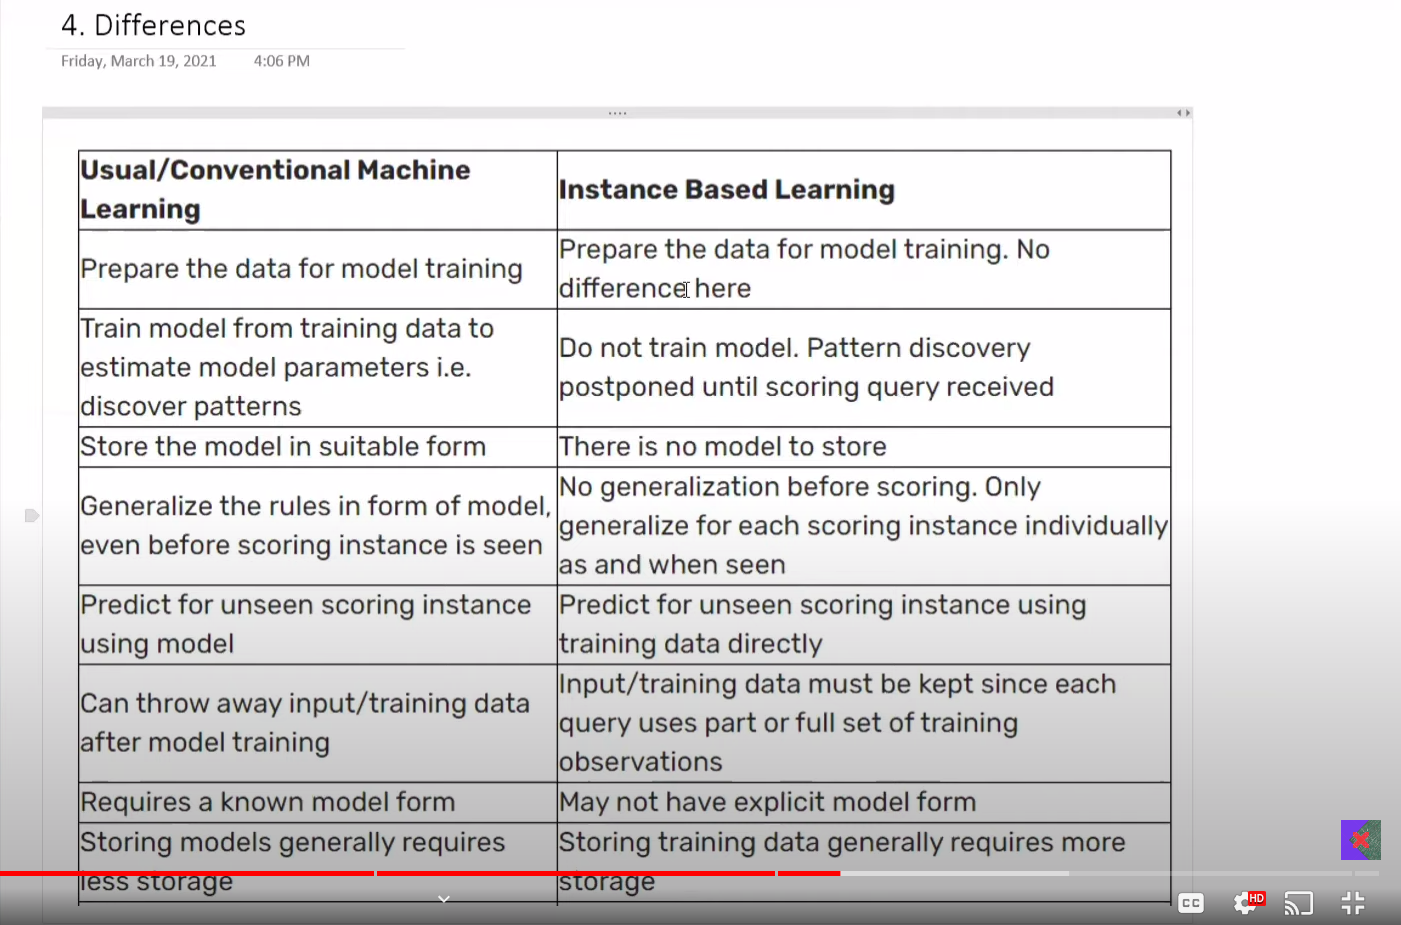 4. Differences
Friday, March 19, 2021 4:06 PM
Usual/Conventional Machine
Learning
Instance Based Learning
Prepare the data for model training
Prepare the data for model training. No
difference here
Train model from training data to
estimate model parameters i.e.
discover patterns
Do not train model. Pattern discovery
postponed until scoring query received
Store the model in suitable form
There is no model to store
Generalize the rules in form of model,
even before scoring instance is seen
No generalization before scoring. Only
generalize for each scoring instance individually
as and when seen
Predict for unseen scoring instance
using model
Predict for unseen scoring instance using
training data directly
Can throw away input/training data
after model training
Input/training data must be kept since each
query uses part or full set of training
observations
Requires a known model form
May not have explicit model form
Storing models generally requires
less storage
Storing training data generally requires more
storage
CC
HD